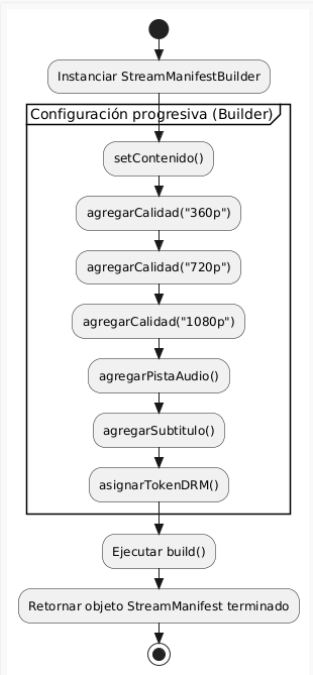 Instanciar StreamManifestBuilder
Configuración progresiva (Builder)
setContenido()
agregarCalidad("360p")
agregarCalidad("720p")
agregarCalidad("1080p")
agregarPistaAudio()
agregarSubtitulo()
asignarTokenDRM()
Ejecutar build()
Retornar objeto StreamManifest terminado